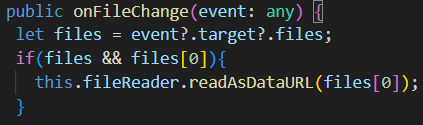 public onFileChange(event: any) {
let files = event?.target?.files;
if(files && files[0]){
this.fileReader.readAsDataURL(files[0]);
}